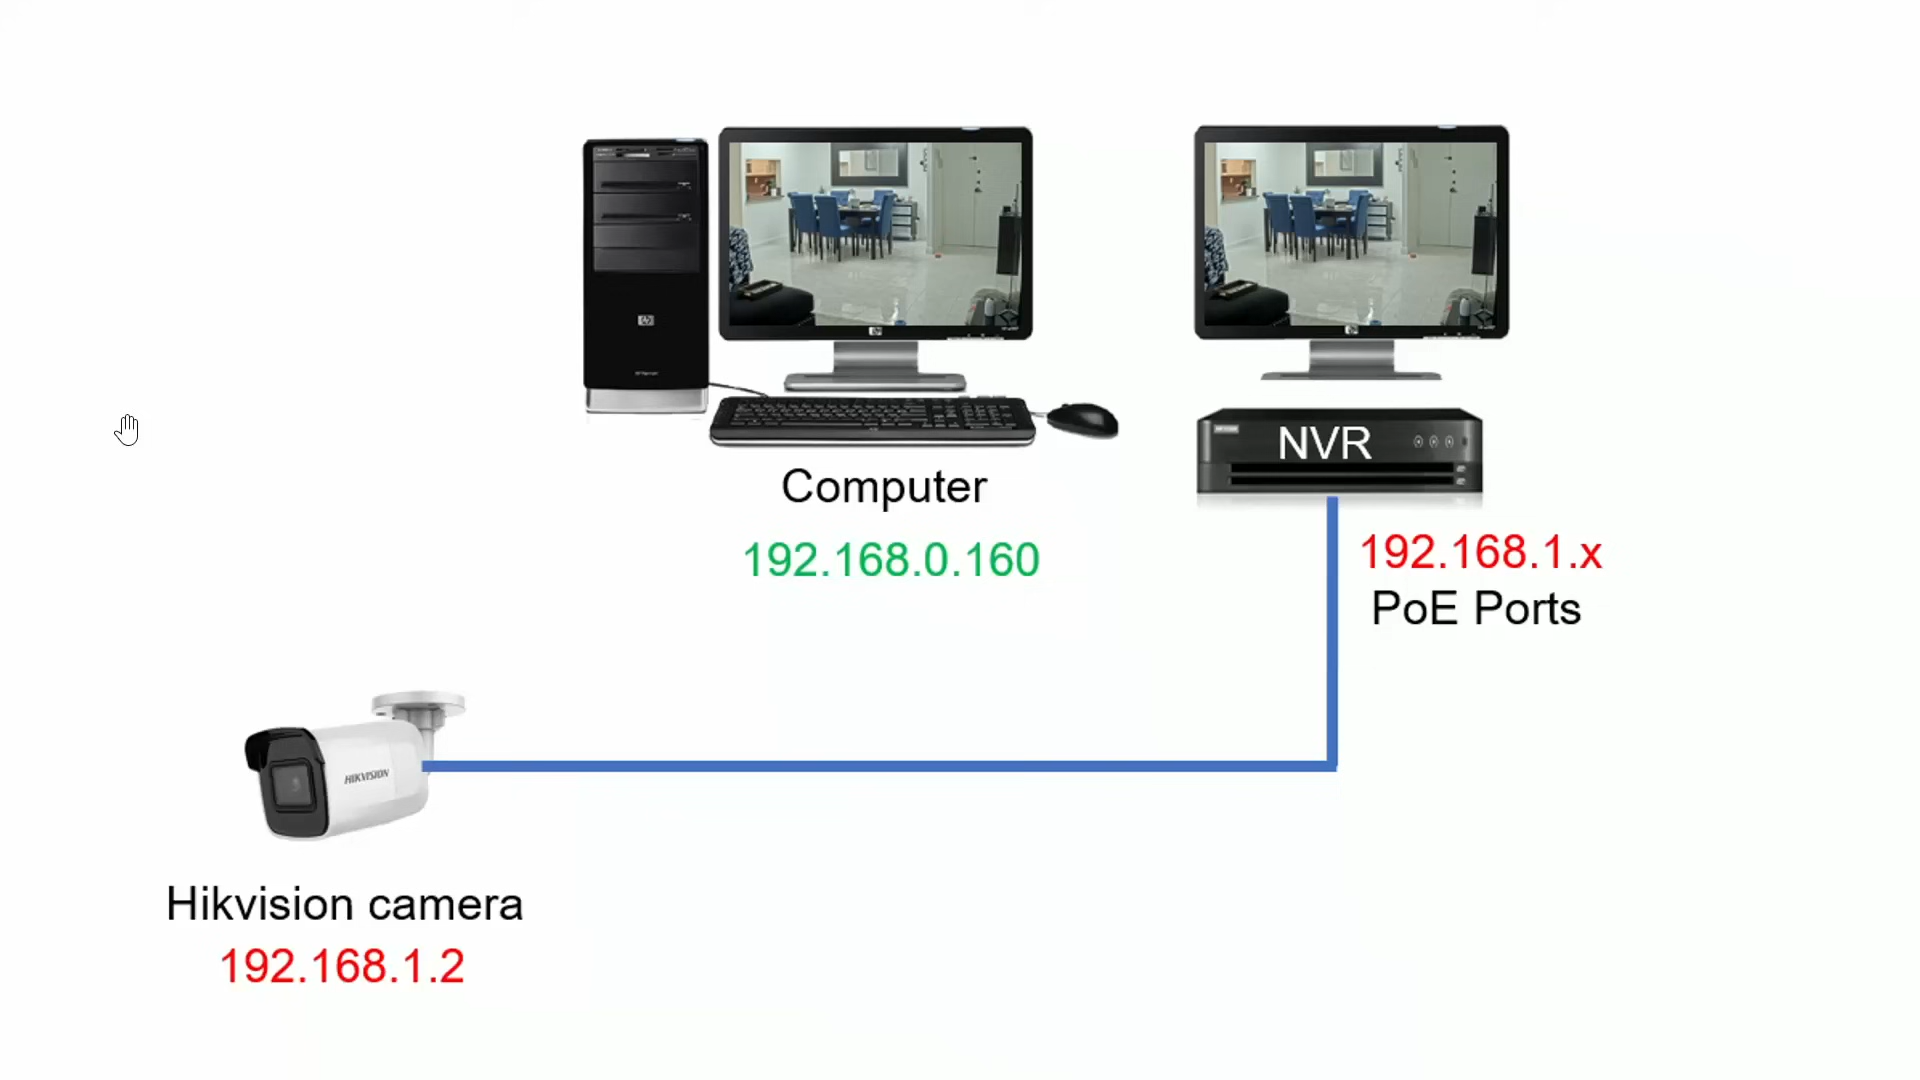 NVR
Computer
192.168.0.160
192.168.1.x
PoE Ports
HIKVISION
Hikvision camera
192.168.1.2